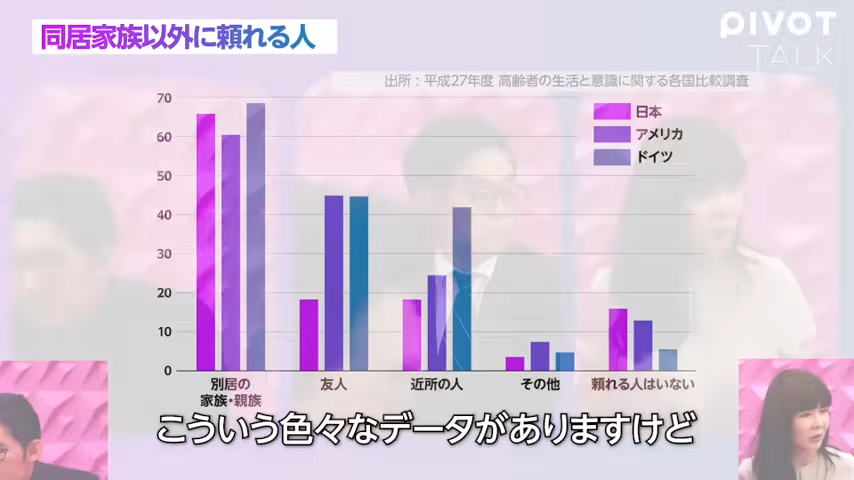 同居家族以外に頼れる人
PIVOT
TALK
出所：平成27年度 高齢者の生活と意識に関する各国比較調査
70
60
50
40
30
20
10
0
日本
アメリカ
ドイツ
別居の
家族・親族
友人
近所の人
その他
頼れる人はいない
こういう色々なデータがありますけど